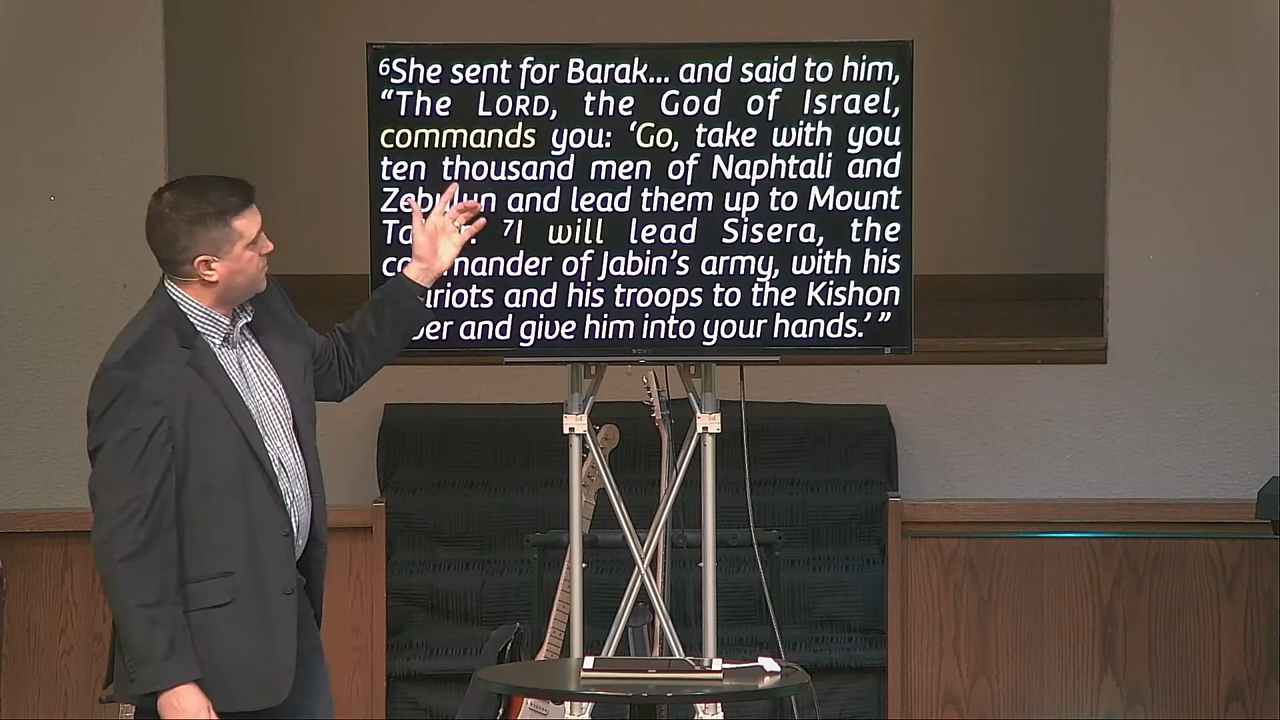 ⁶She sent for Barak... and said to him,
“The LORD, the God of Israel,
commands you: ‘Go, take with you
ten thousand men of Naphtali and
Zebulun and lead them up to Mount
⁷I will lead Sisera, the
of Jabin’s army, with his
and his troops to the Kishon
and give him into your hands.’ ”
SONY